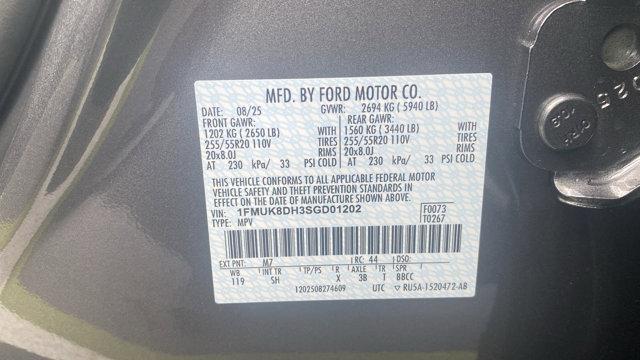 MFD. BY FORD MOTOR CO.
DATE: 08/25 GVWR: 2694 KG ( 5940 LB)
FRONT GAWR: REAR GAWR:
1202 KG ( 2650 LB) WITH 1560 KG ( 3440 LB) WITH
255/55R20 110V TIRES 255/55R20 110V TIRES
20x8.0J RIMS 20x8.0J RIMS
AT 230 kPa/ 33 PSI COLD AT 230 kPa/ 33 PSI COLD
THIS VEHICLE CONFORMS TO ALL APPLICABLE FEDERAL MOTOR
VEHICLE SAFETY AND THEFT PREVENTION STANDARDS IN
EFFECT ON THE DATE OF MANUFACTURE SHOWN ABOVE.
VIN: 1FMUK8DH3SGD01202 F0073
TYPE: MPV T0267
EXT PNT: M7 RC: 44 DSO:
WB INT TR TP/PS R AXLE TR SPR
119 SH X 3B T BBCC
1202508274609 UTC ▽ RU5A-1520472-AB